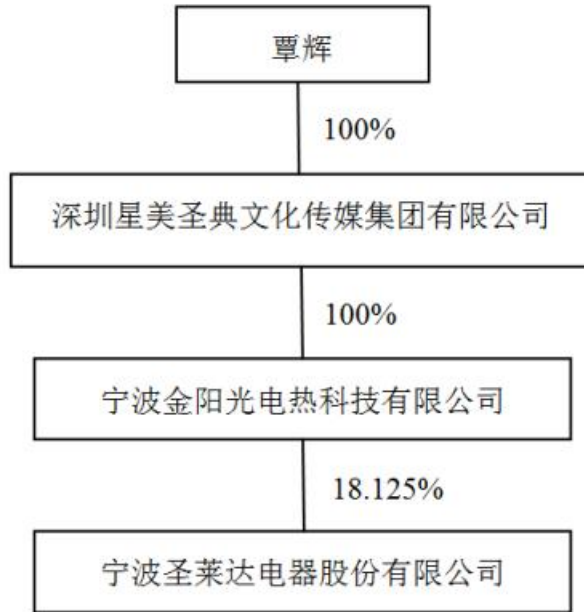 覃辉
100%
深圳星美圣典文化传媒集团有限公司
100%
宁波金阳光电热科技有限公司
18.125%
宁波圣莱达电器股份有限公司